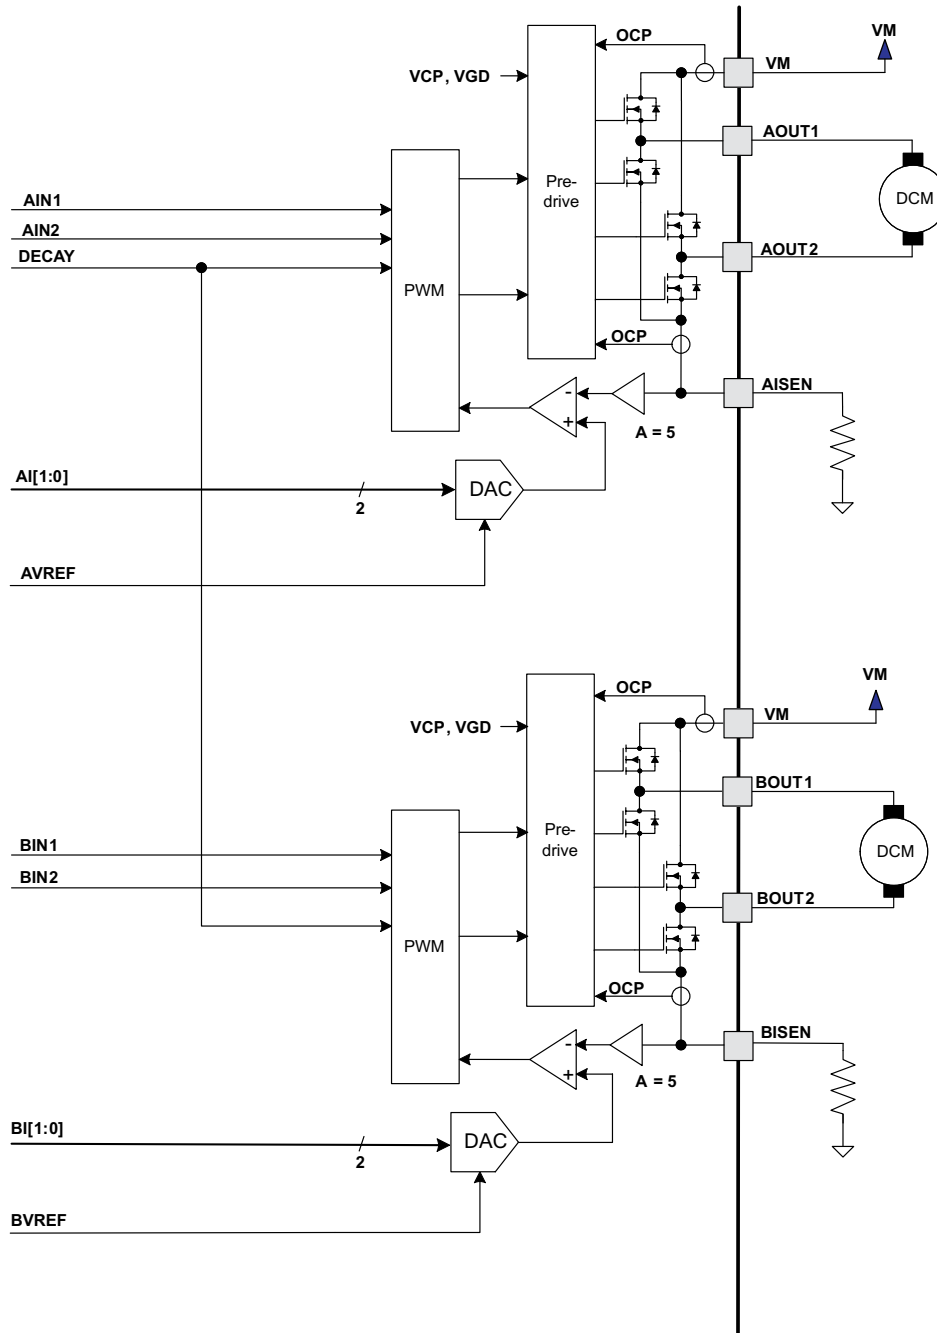 OCP
VM
VCP, VGD
VM
AOUT1
AIN1
AIN2
DECAY
Pre-
drive
DCM
AOUT2
PWM
OCP
AISEN
-
+
A = 5
AI[1:0]
2
DAC
AVREF
OCP
VM
VCP, VGD
VM
BOUT1
BIN1
BIN2
Pre-
drive
DCM
BOUT2
PWM
OCP
BISEN
-
+
A = 5
BI[1:0]
2
DAC
BVREF